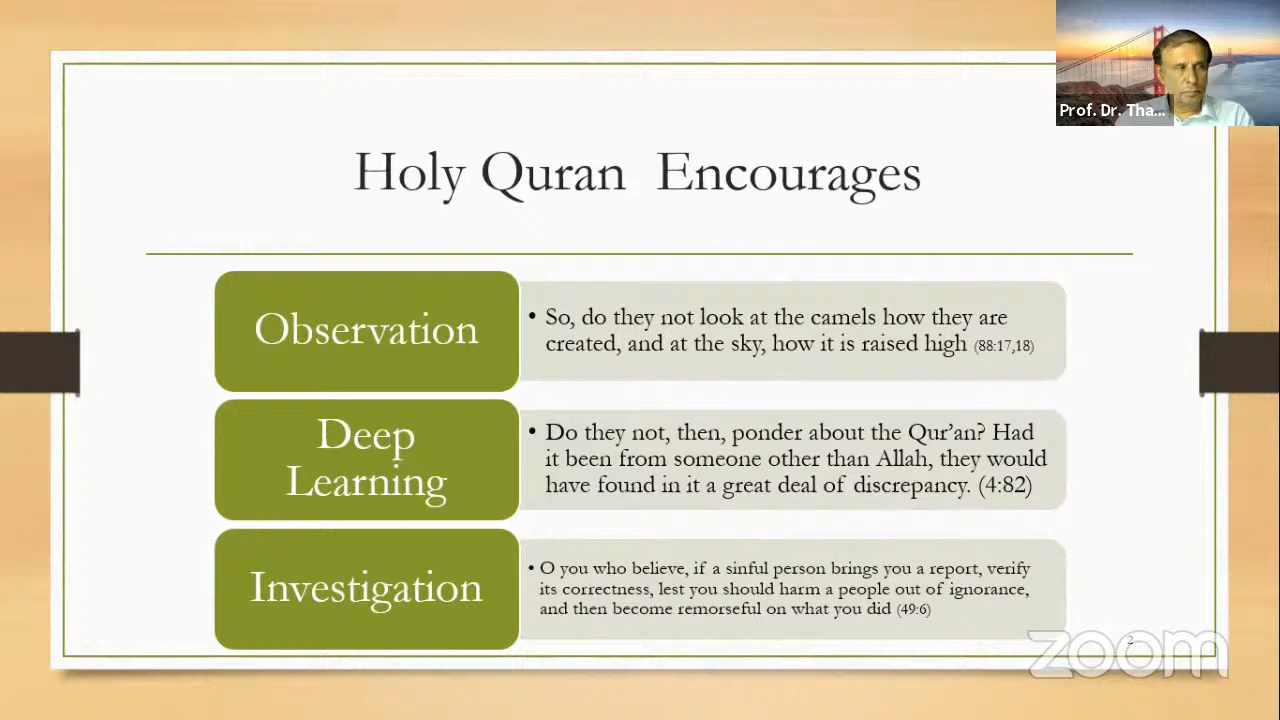 Prof. Dr. Tha...
Holy Quran Encourages
Observation
• So, do they not look at the camels how they are
created, and at the sky, how it is raised high (88:17,18)
Deep
Learning
• Do they not, then, ponder about the Qur’an? Had
it been from someone other than Allah, they would
have found in it a great deal of discrepancy. (4:82)
Investigation
• O you who believe, if a sinful person brings you a report, verify
its correctness, lest you should harm a people out of ignorance,
and then become remorseful on what you did (49:6)
2
zoom